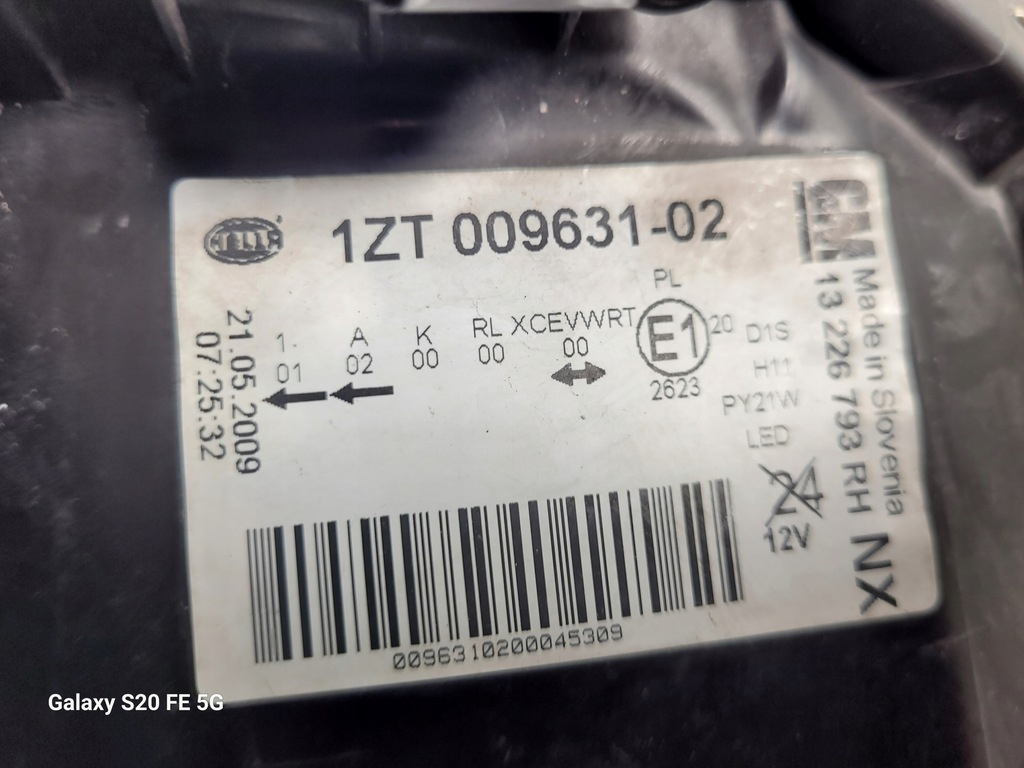 HELLA
1ZT 009631-02
GM
13 226 793 RH NX
Made in Slovenia
21.05.2009
07:25:32
1. A K RL XCEVWRT
01 02 00 00 00
PL
E1 20
2623
D1S
H11
PY21W
LED
24
12V
0096310200045309
Galaxy S20 FE 5G